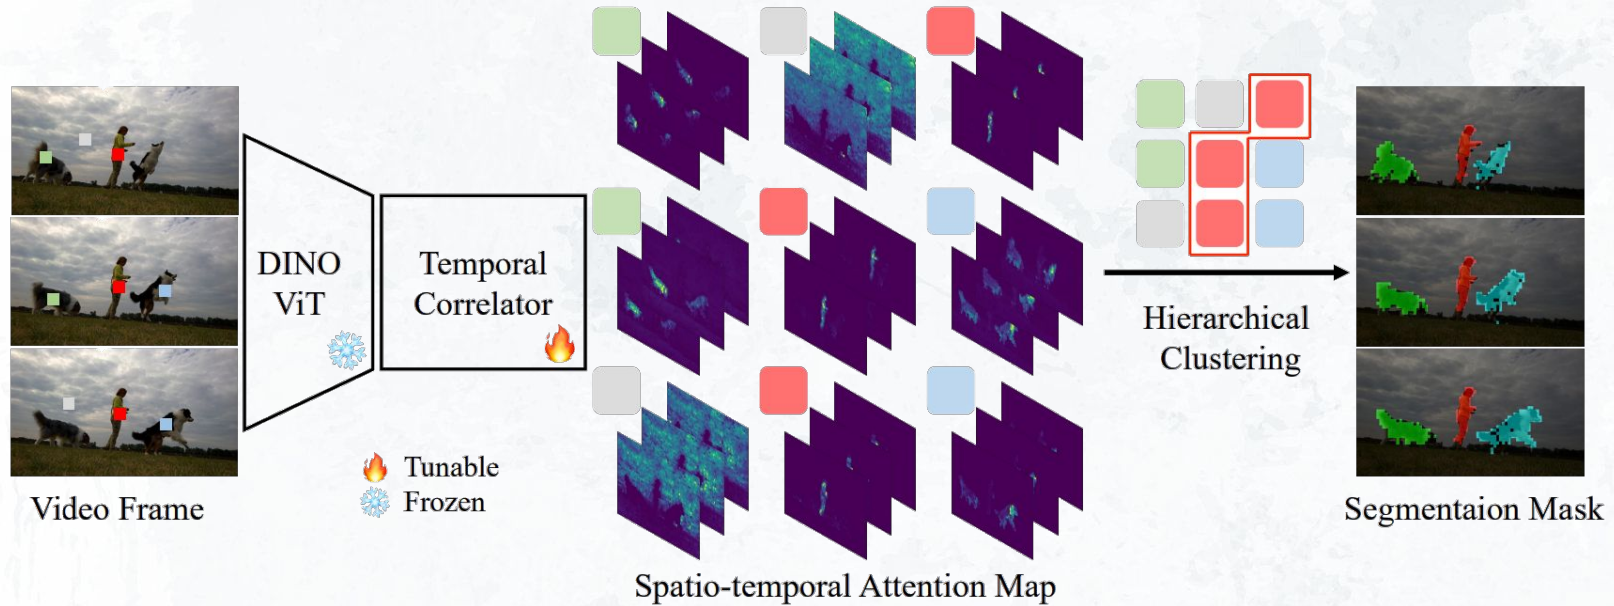 DINO
ViT
Temporal
Correlator
Tunable
Frozen
Video Frame
Spatio-temporal Attention Map
Hierarchical
Clustering
Segmentaion Mask